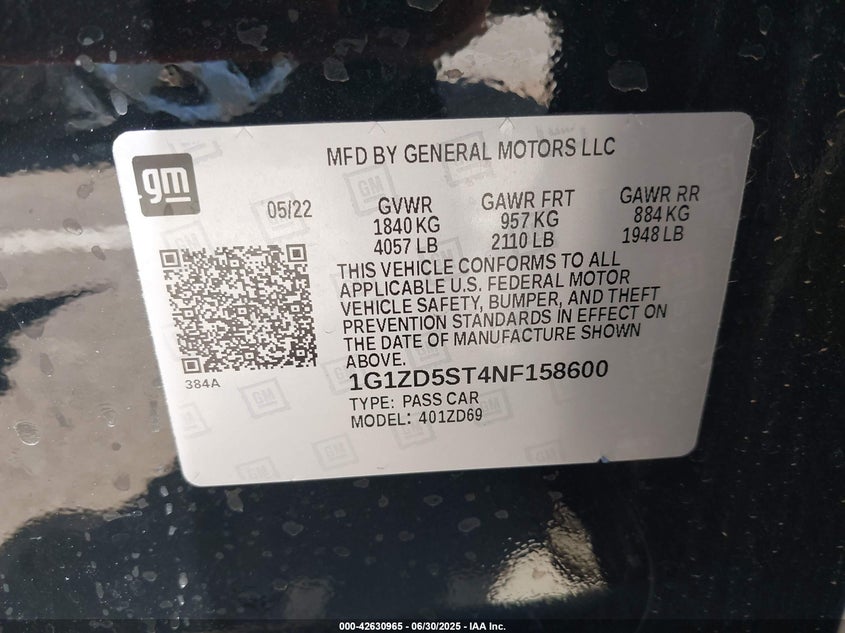 MFD BY GENERAL MOTORS LLC
gm
05/22
GVWR
1840 KG
4057 LB
GAWR FRT
957 KG
2110 LB
GAWR RR
884 KG
1948 LB
THIS VEHICLE CONFORMS TO ALL
APPLICABLE U.S. FEDERAL MOTOR
VEHICLE SAFETY, BUMPER, AND THEFT
PREVENTION STANDARDS IN EFFECT ON
THE DATE OF MANUFACTURE SHOWN
ABOVE.
384A
1G1ZD5ST4NF158600
TYPE: PASS CAR
MODEL: 401ZD69
000-42630965 - 06/30/2025 - IAA Inc.